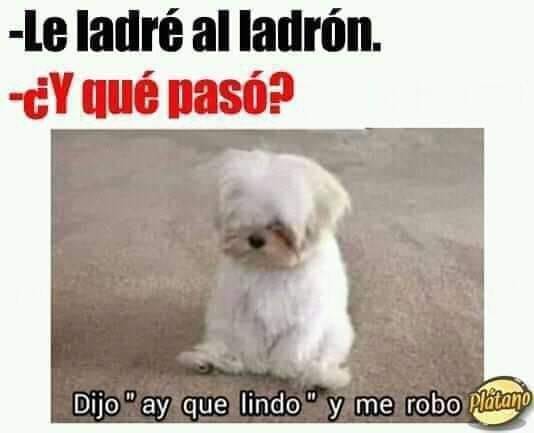 -Le ladré al ladrón.
-¿Y qué pasó?
Dijo "ay que lindo" y me robo
Plátano